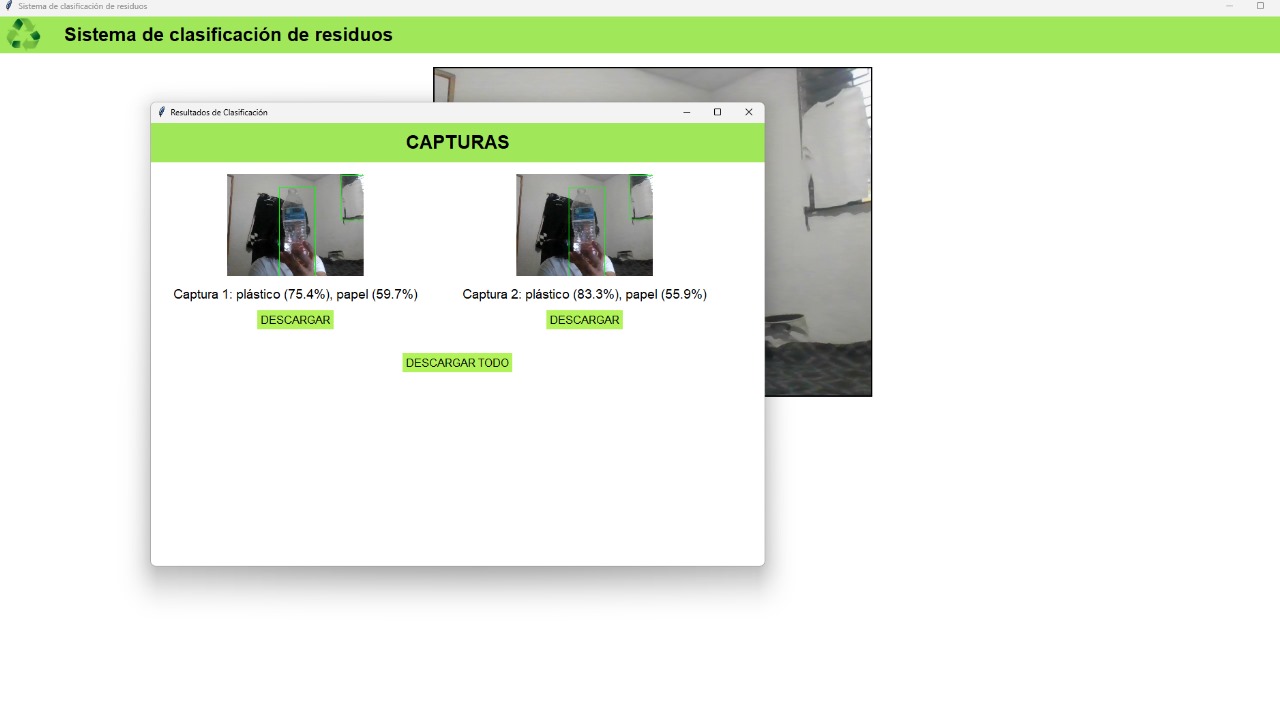 Sistema de clasificación de residuos
Sistema de clasificación de residuos
Resultados de Clasificación
CAPTURAS
Captura 1: plástico (75.4%), papel (59.7%)
Captura 2: plástico (83.3%), papel (55.9%)
DESCARGAR
DESCARGAR
DESCARGAR TODO